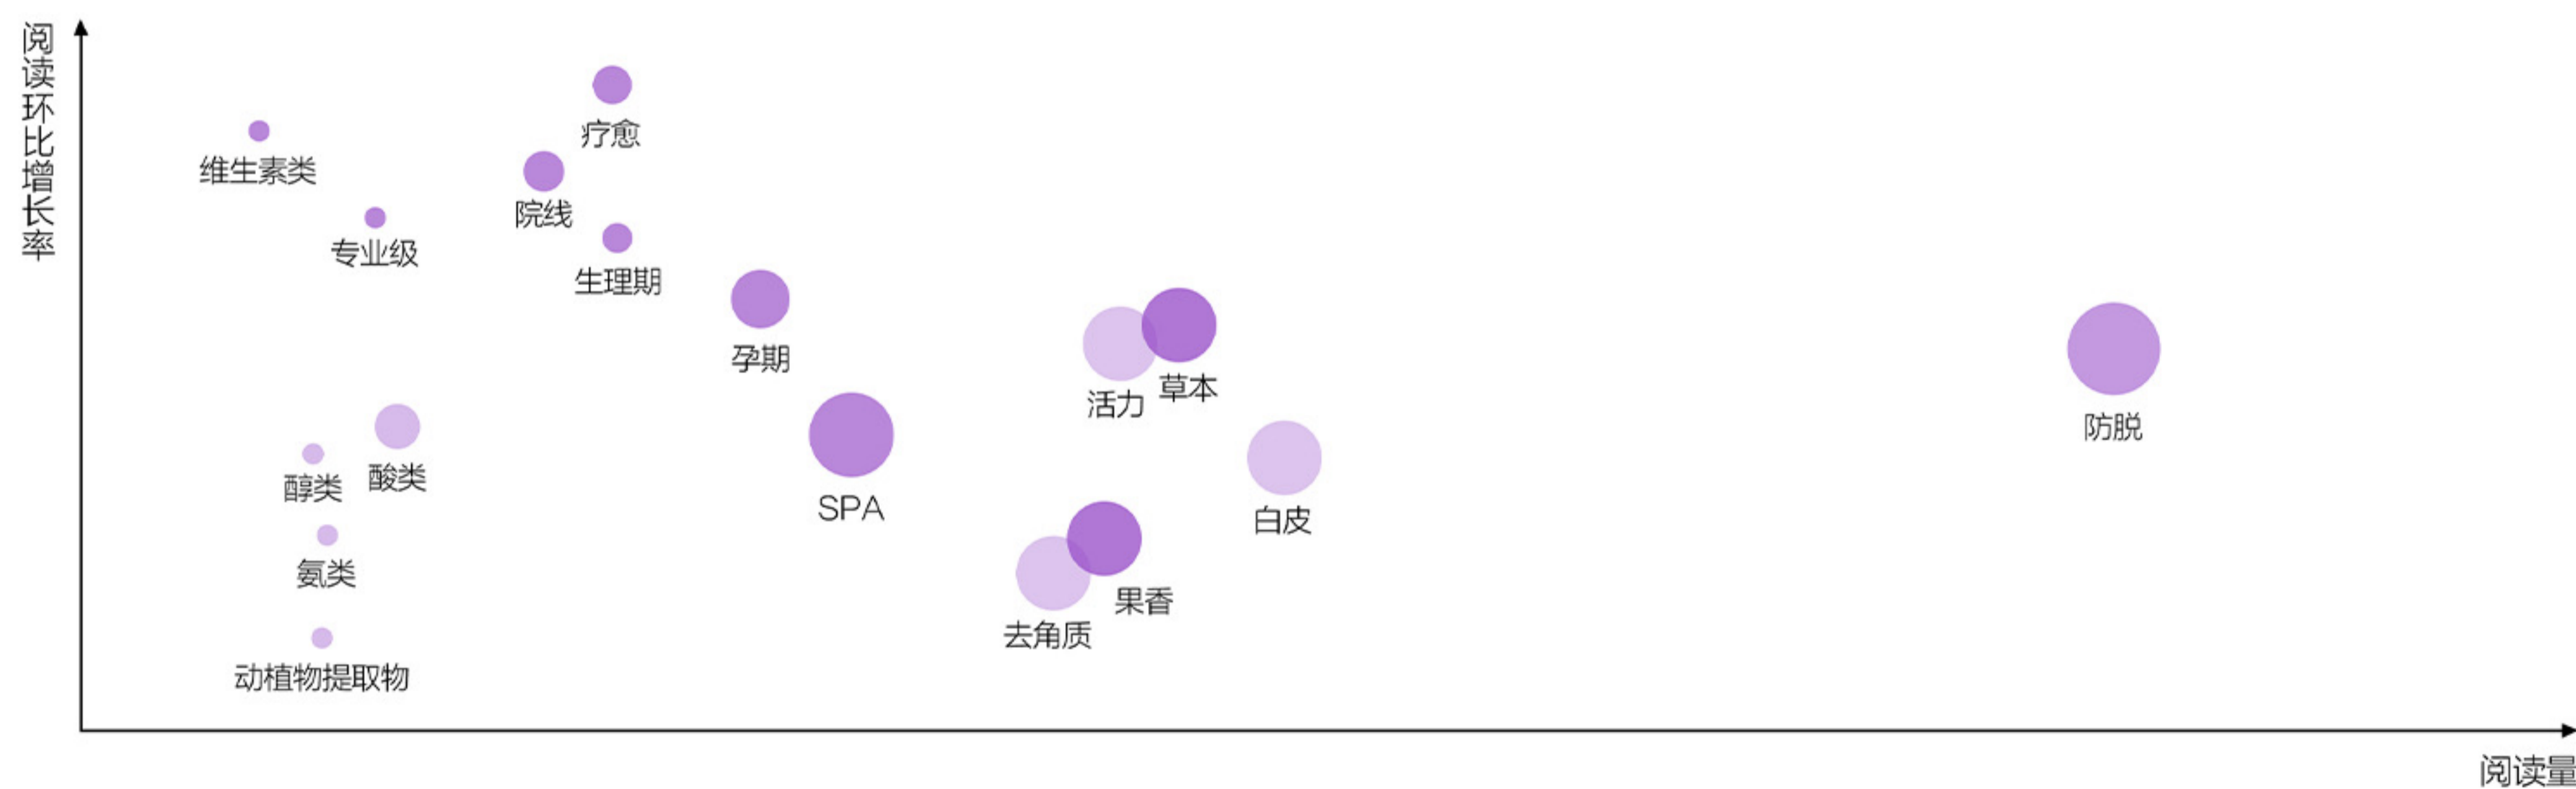 阅读环比增长率
疗愈
维生素类
院线
专业级
生理期
孕期
草本
活力
防脱
酸类
醇类
SPA
白皮
氨类
果香
去角质
动植物提取物
阅读量